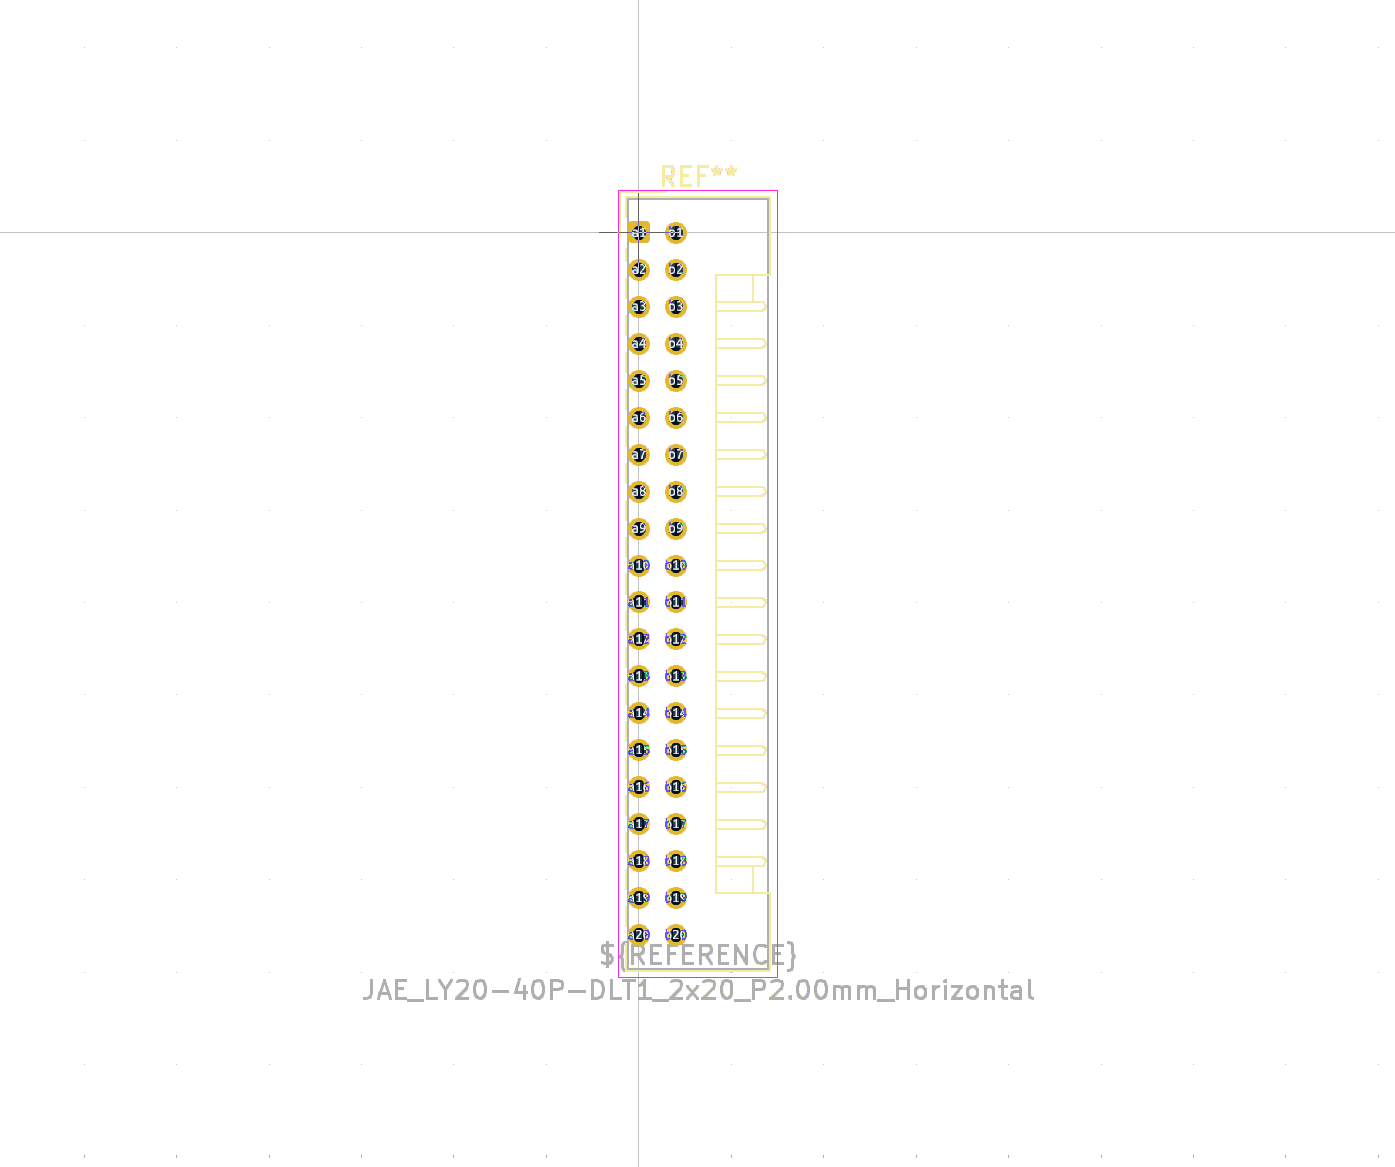 REF**
a1 b1
a2 b2
a3 b3
a4 b4
a5 b5
a6 b6
a7 b7
a8 b8
a9 b9
a10 b10
a11 b11
a12 b12
a13 b13
a14 b14
a15 b15
a16 b16
a17 b17
a18 b18
a19 b19
a20 b20
${REFERENCE}
JAE_LY20-40P-DLT1_2x20_P2.00mm_Horizontal